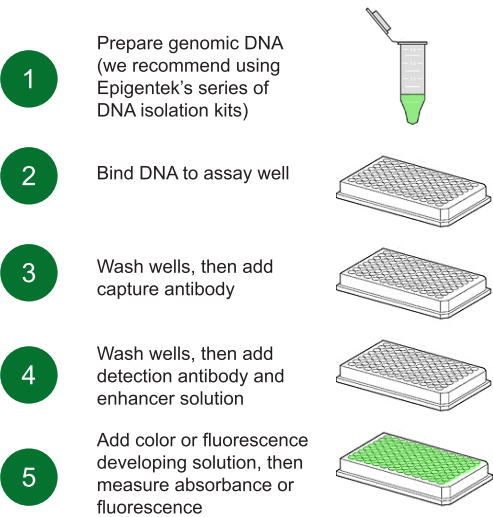 1
Prepare genomic DNA
(we recommend using
Epigentek's series of
DNA isolation kits)
2
Bind DNA to assay well
3
Wash wells, then add
capture antibody
4
Wash wells, then add
detection antibody and
enhancer solution
5
Add color or fluorescence
developing solution, then
measure absorbance or
fluorescence